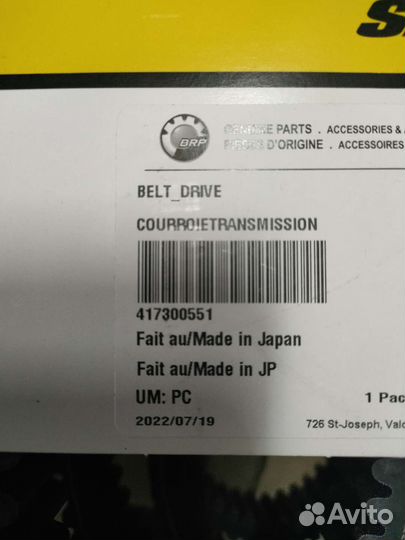 BRP
GENUINE PARTS . ACCESSORIES &
PIÈCES D'ORIGINE . ACCESSOIRES
BELT_DRIVE
COURROIETRANSMISSION
417300551
Fait au/Made in Japan
Fait au/Made in JP
UM: PC
1 Pac
2022/07/19
726 St-Joseph, Valc
Avito